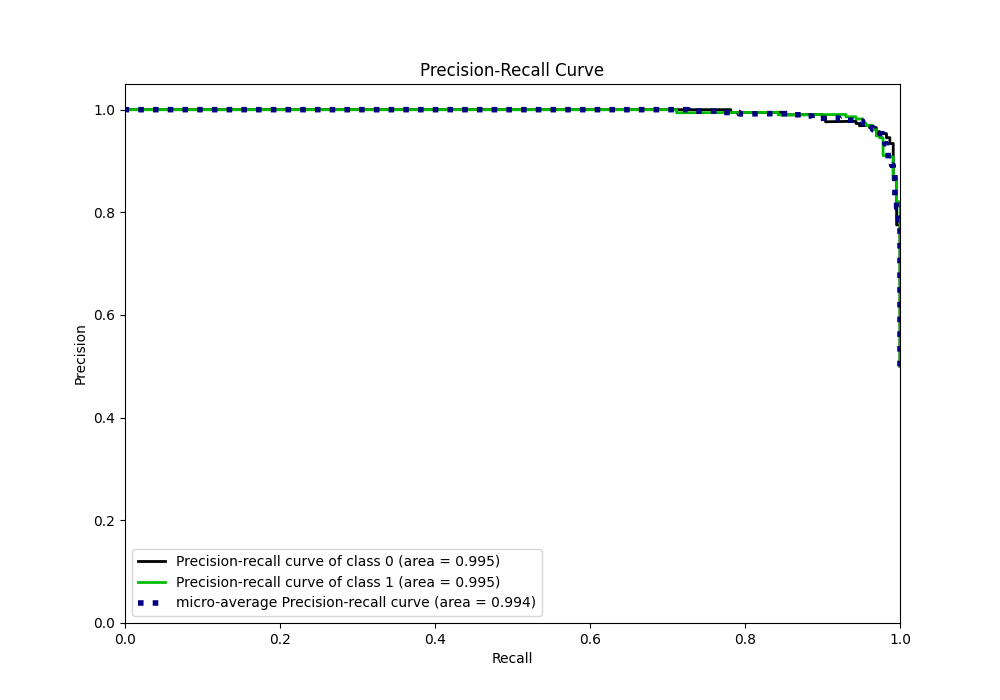 Precision-Recall Curve
1.0
0.8
0.6
0.4
0.2
0.0
Precision
Precision-recall curve of class 0 (area = 0.995)
Precision-recall curve of class 1 (area = 0.995)
micro-average Precision-recall curve (area = 0.994)
0.0 0.2 0.4 0.6 0.8 1.0
Recall